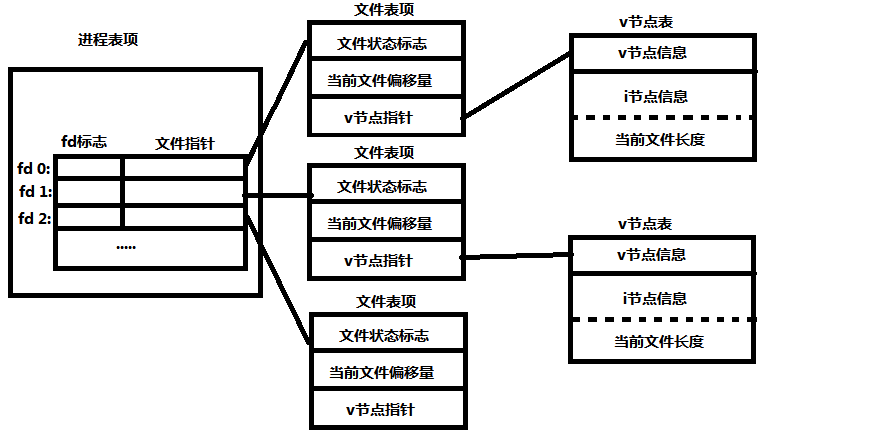 进程表项
fd标志
文件指针
fd 0:
fd 1:
fd 2:
.....
文件表项
文件状态标志
当前文件偏移量
v节点指针
文件表项
文件状态标志
当前文件偏移量
v节点指针
文件表项
文件状态标志
当前文件偏移量
v节点指针
v节点表
v节点信息
i节点信息
当前文件长度
v节点表
v节点信息
i节点信息
当前文件长度